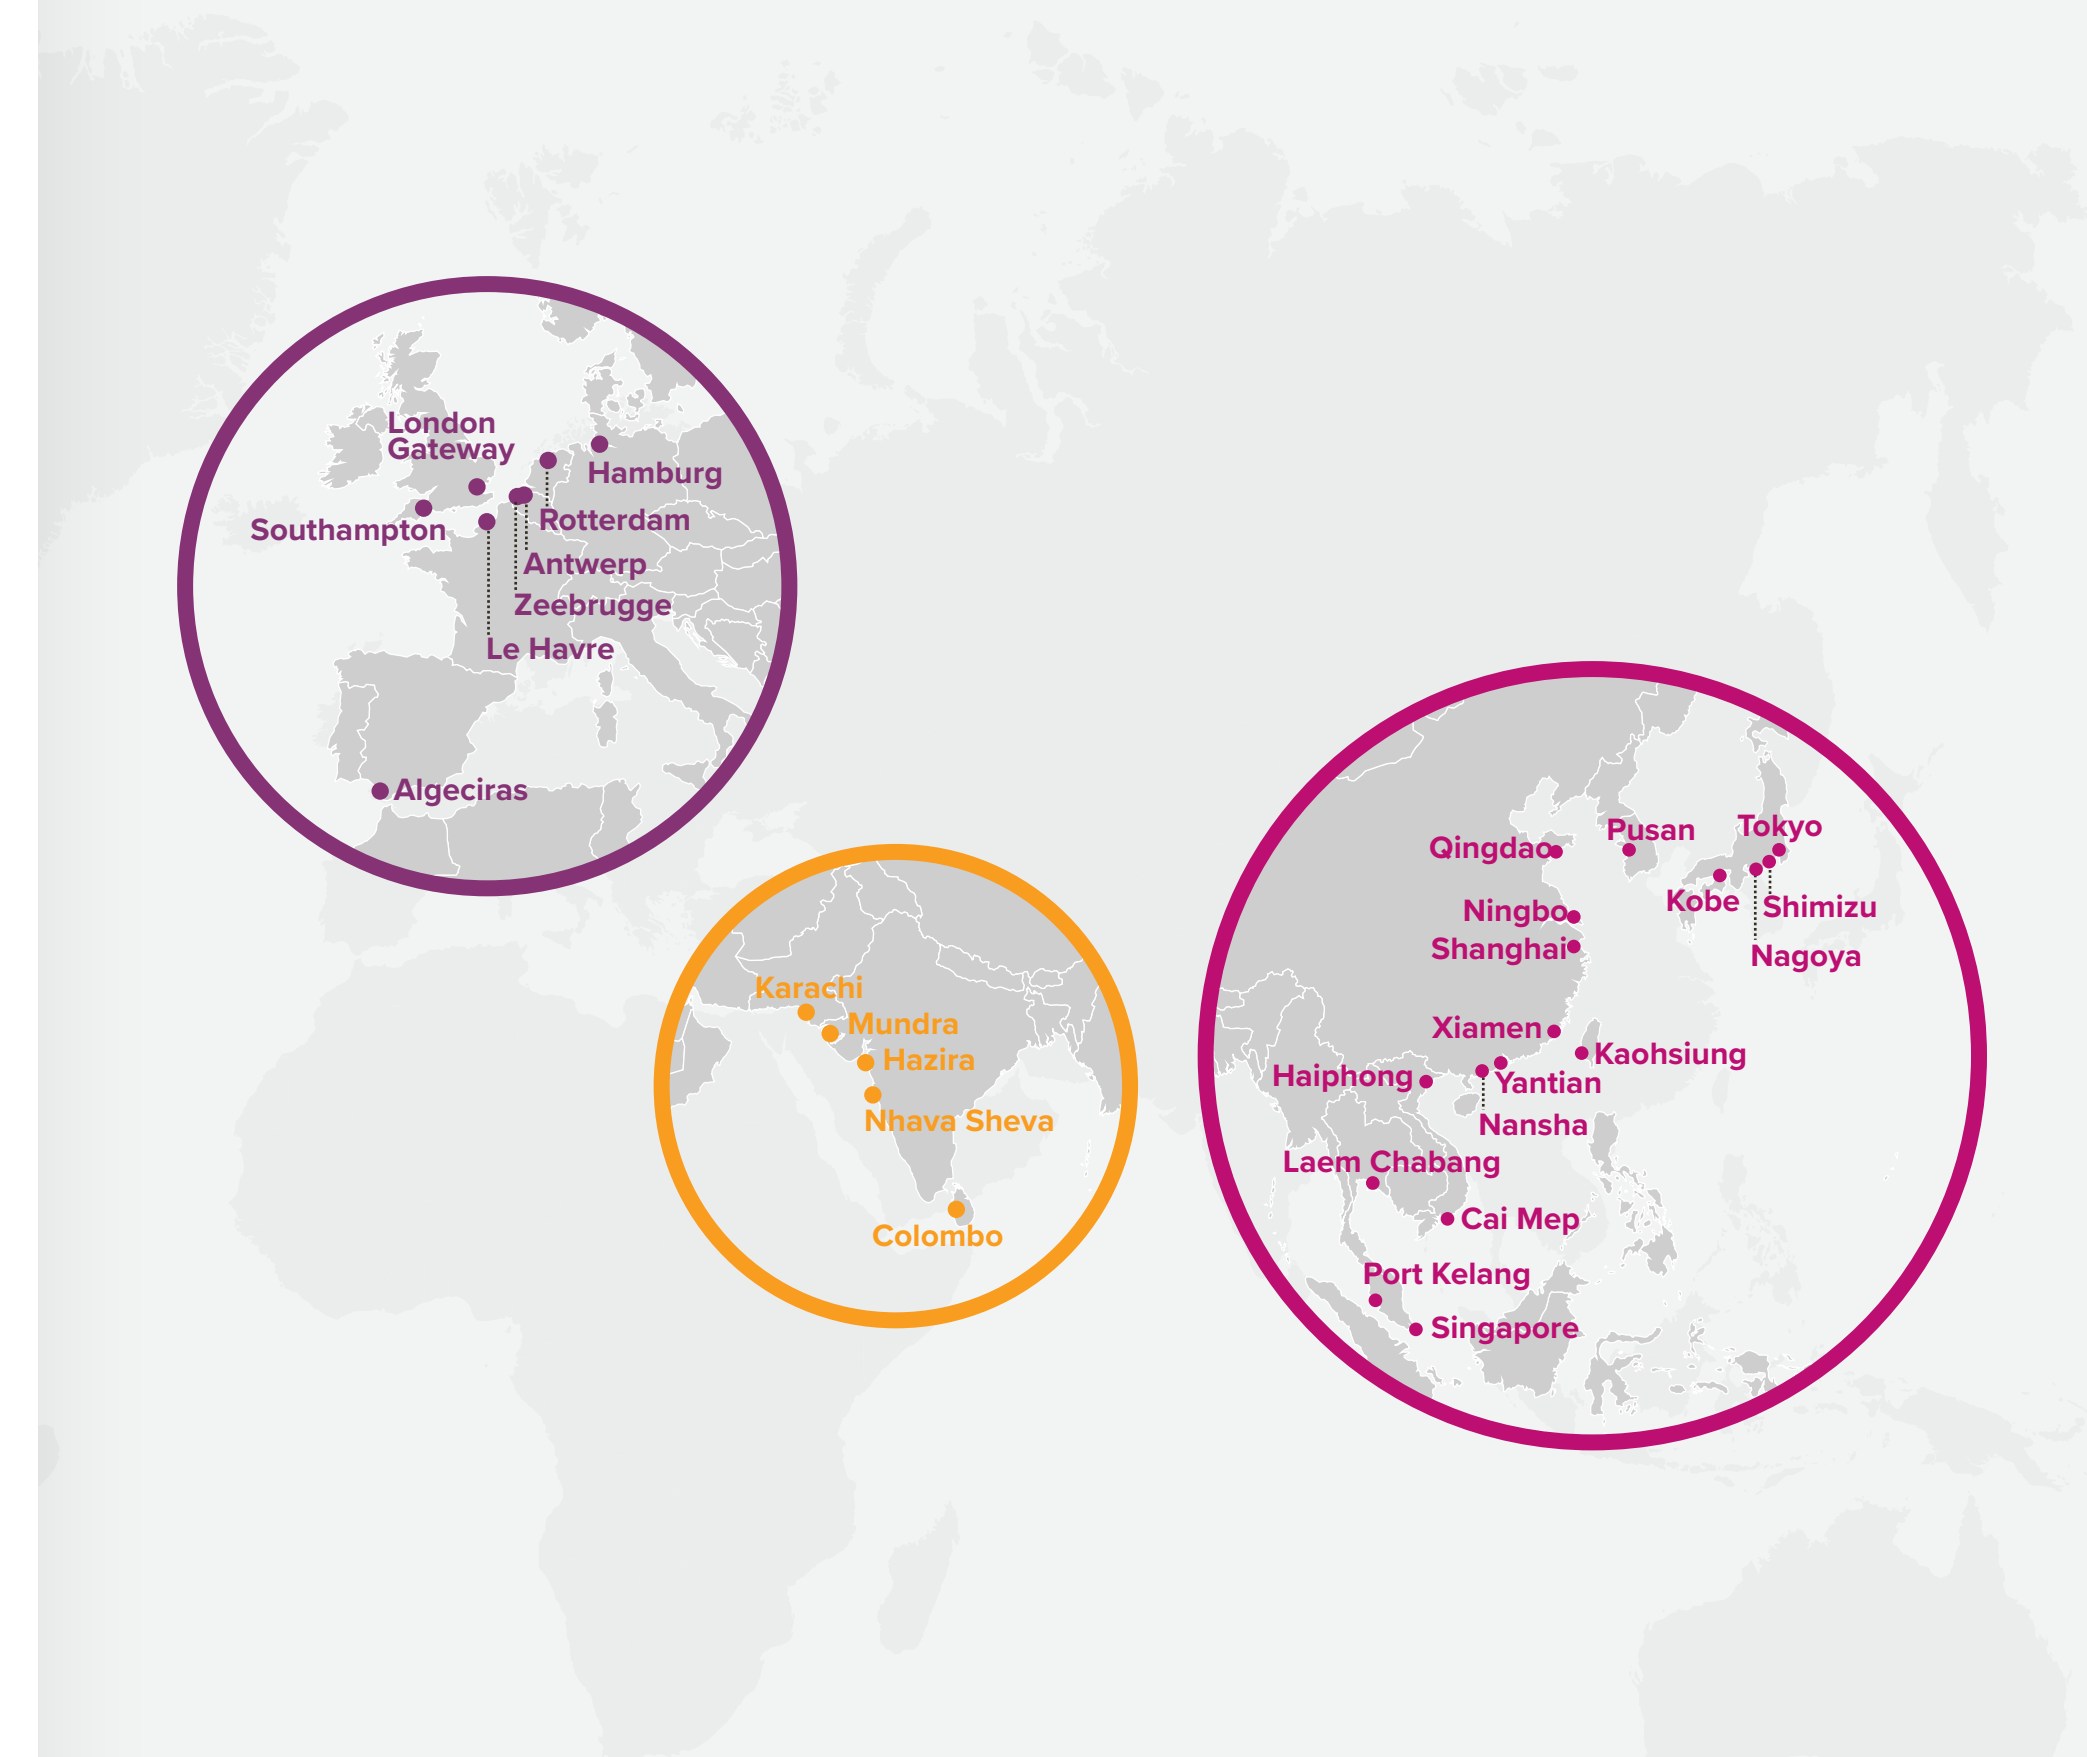 London
Gateway
Hamburg
Southampton
Rotterdam
Antwerp
Zeebrugge
Le Havre
Algeciras
Karachi
Mundra
Hazira
Nhava Sheva
Colombo
Qingdao
Pusan
Tokyo
Kobe
Shimizu
Ningbo
Shanghai
Nagoya
Xiamen
Kaohsiung
Haiphong
Yantian
Nansha
Laem Chabang
Cai Mep
Port Kelang
Singapore